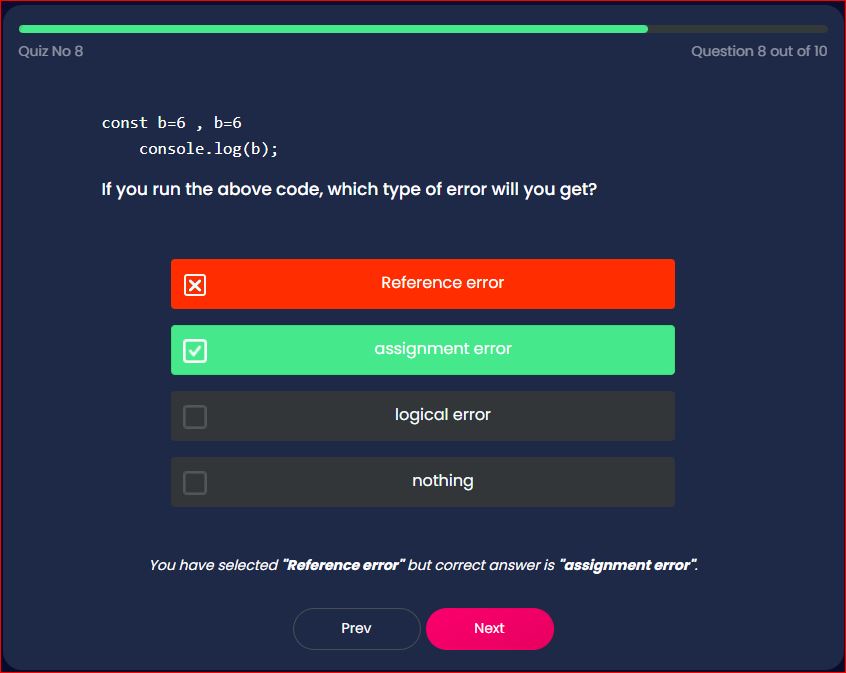 Quiz No 8
Question 8 out of 10
const b=6 , b=6
console.log(b);
If you run the above code, which type of error will you get?
Reference error
assignment error
logical error
nothing
You have selected "Reference error" but correct answer is "assignment error".
Prev
Next